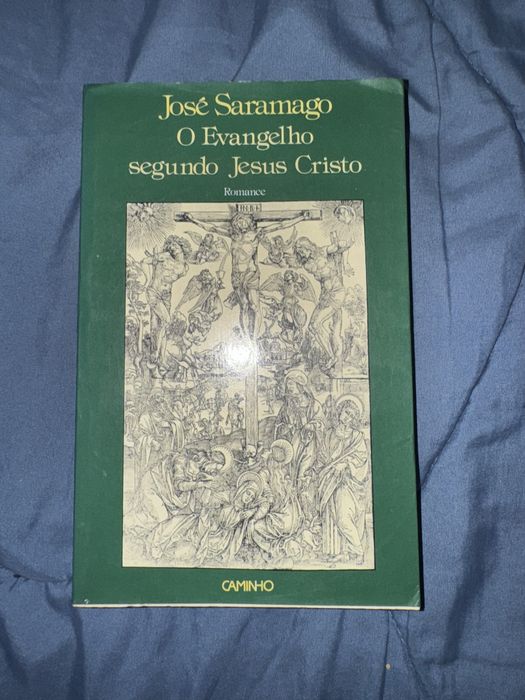 José Saramago
O Evangelho
segundo Jesus Cristo
Romance
CAMINHO